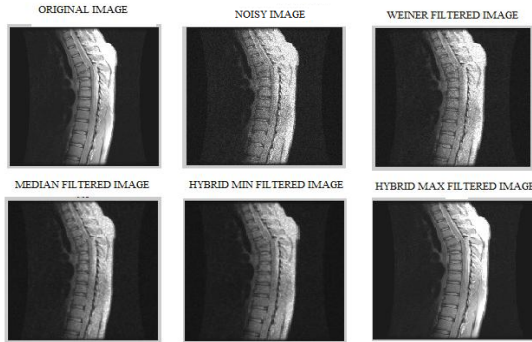 ORIGINAL IMAGE
NOISY IMAGE
WEINER FILTERED IMAGE
MEDIAN FILTERED IMAGE
HYBRID MIN FILTERED IMAGE
HYBRID MAX FILTERED IMAGE